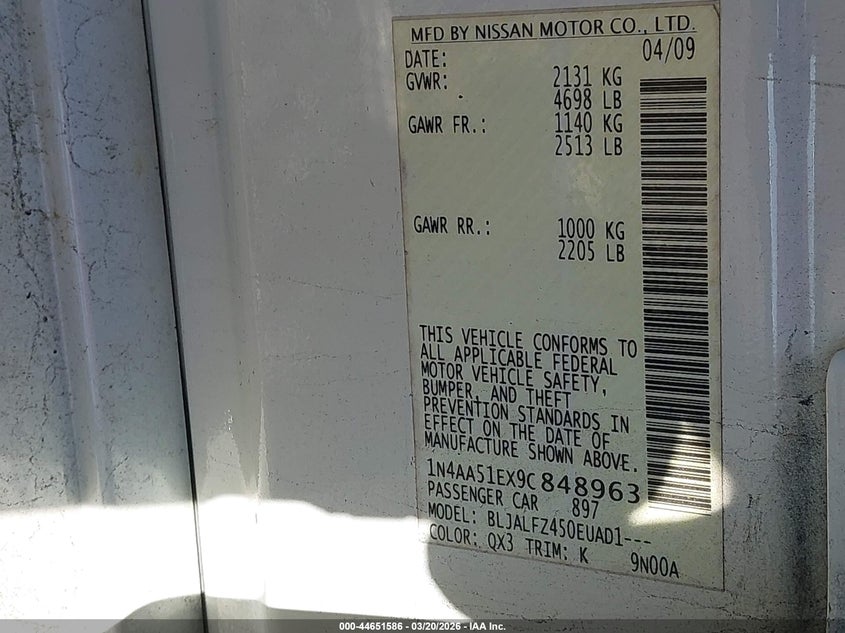 MFD BY NISSAN MOTOR CO., LTD.
DATE: 04/09
GVWR: 2131 KG
4698 LB
GAWR FR.: 1140 KG
2513 LB
GAWR RR.: 1000 KG
2205 LB
THIS VEHICLE CONFORMS TO
ALL APPLICABLE FEDERAL
MOTOR VEHICLE SAFETY,
BUMPER, AND THEFT
PREVENTION STANDARDS IN
EFFECT ON THE DATE OF
MANUFACTURE SHOWN ABOVE.
1N4AA51EX9C848963
PASSENGER CAR 897
MODEL: BLJALFZ450EUAD1---
COLOR: QX3 TRIM: K 9N00A
000-44651586 - 03/20/2026 - IAA Inc.